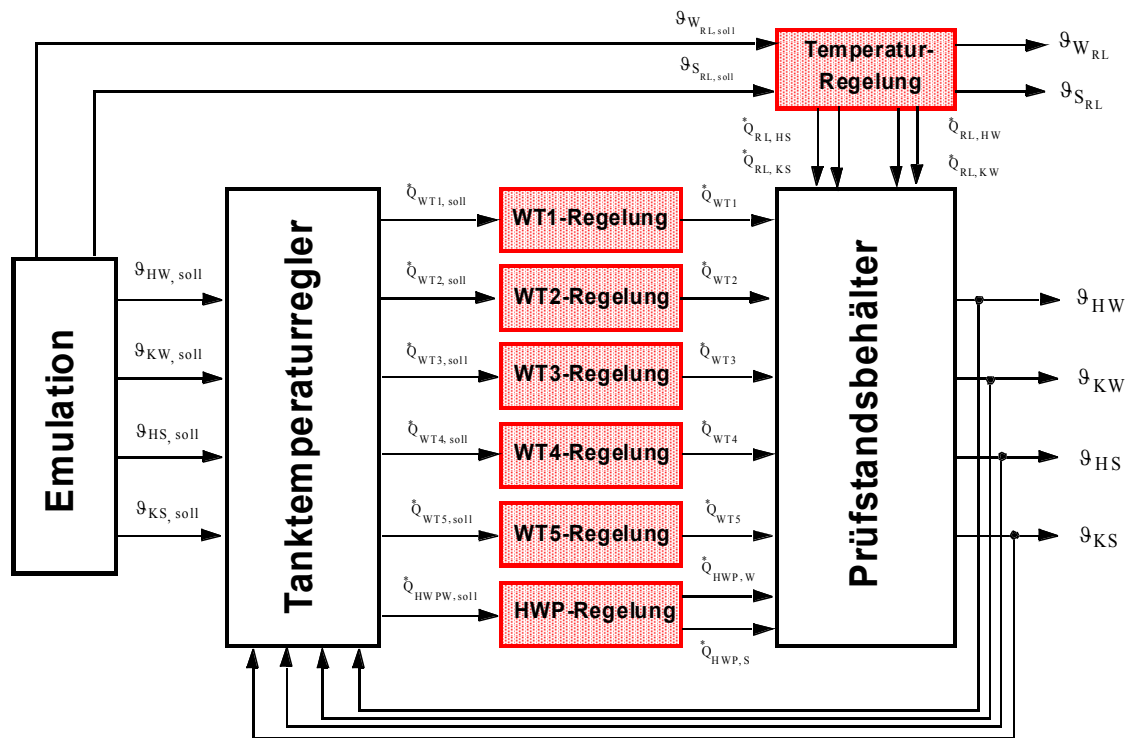 ϑW RL, soll
ϑS RL, soll
Temperatur-
Regelung
ϑW RL
ϑS RL
*Q RL, HS
*Q RL, KS
*Q RL, HW
*Q RL, KW
Emulation
ϑHW, soll
ϑKW, soll
ϑHS, soll
ϑKS, soll
Tanktemperaturregler
*Q WT1, soll
*Q WT2, soll
*Q WT3, soll
*Q WT4, soll
*Q WT5, soll
*Q HWPW, soll
WT1-Regelung
WT2-Regelung
WT3-Regelung
WT4-Regelung
WT5-Regelung
HWP-Regelung
*Q WT1
*Q WT2
*Q WT3
*Q WT4
*Q WT5
*Q HWP, W
*Q HWP, S
Prüfstandsbehälter
ϑHW
ϑKW
ϑHS
ϑKS